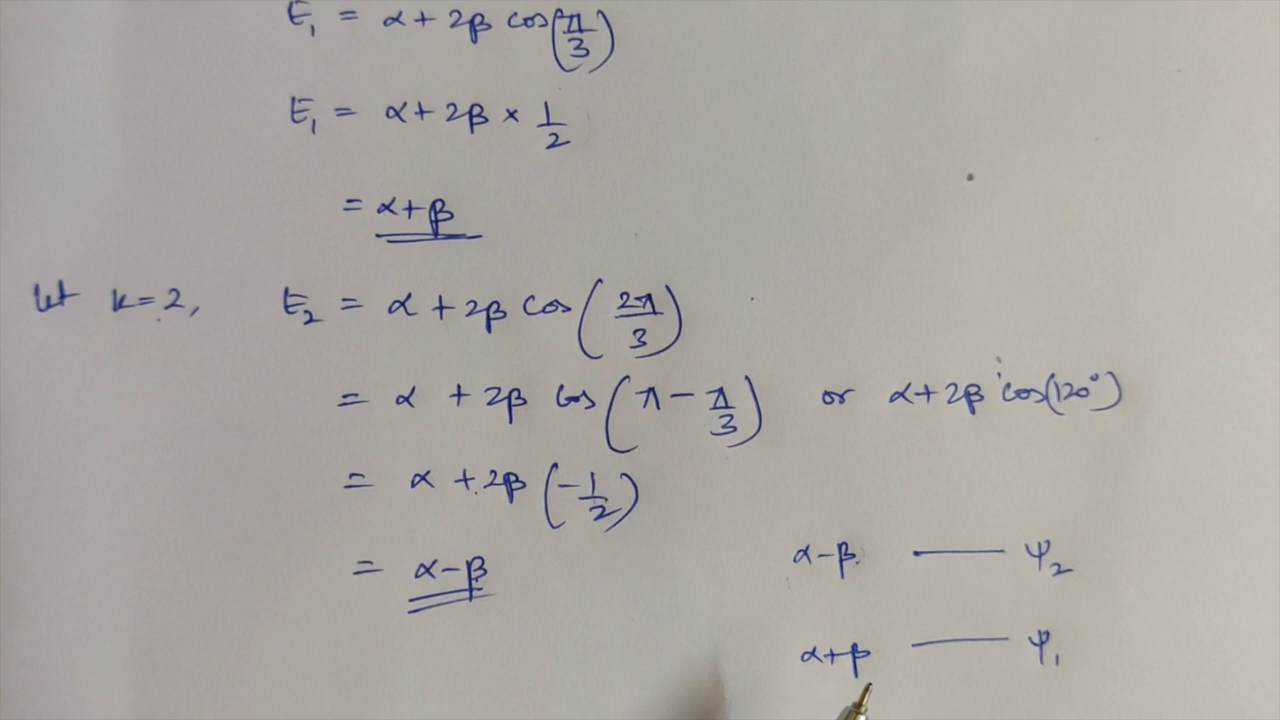 E₁ = α + 2β cos(π/3)
E₁ = α + 2β × 1/2
= α+β
let k=2, E₂ = α + 2β cos(2π/3)
= α + 2β cos(π − π/3) or α + 2β cos(120°)
= α + 2β(−1/2)
= α−β
α−β —— ψ₂
α+β —— ψ₁